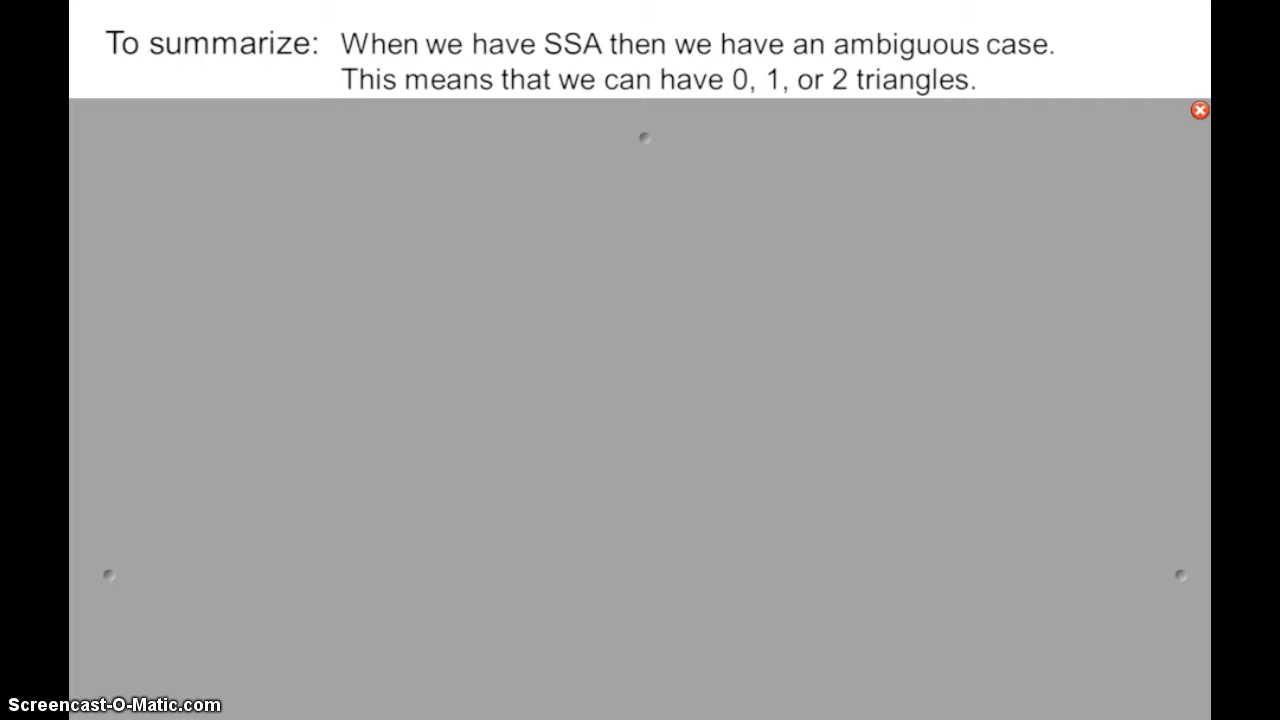 To summarize: When we have SSA then we have an ambiguous case.
This means that we can have 0, 1, or 2 triangles.
Screencast-O-Matic.com